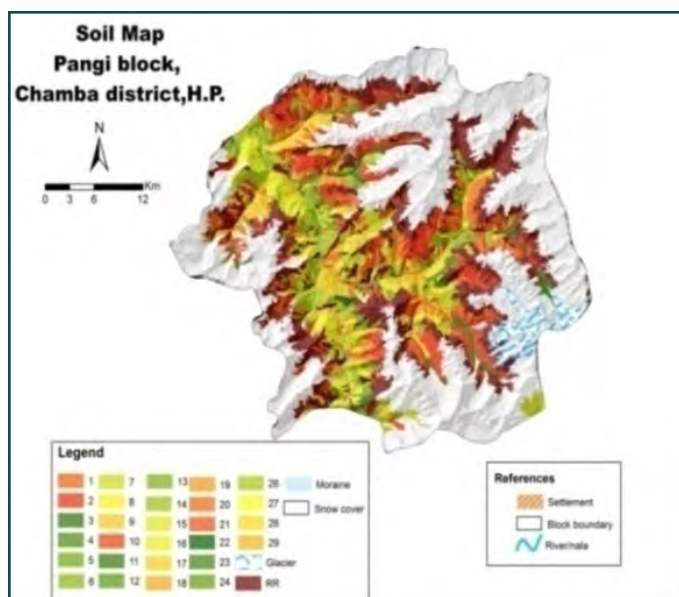 Soil Map
Pangi block,
Chamba district,H.P.
N
Km
0 3 6 12
Legend
1 7 13 19 26 Moraine
2 8 14 20 27 Snow cover
3 9 15 21 28
4 10 16 22 29
5 11 17 23 Glacier
6 12 18 24 RR
References
Settlement
Block boundary
River/nala